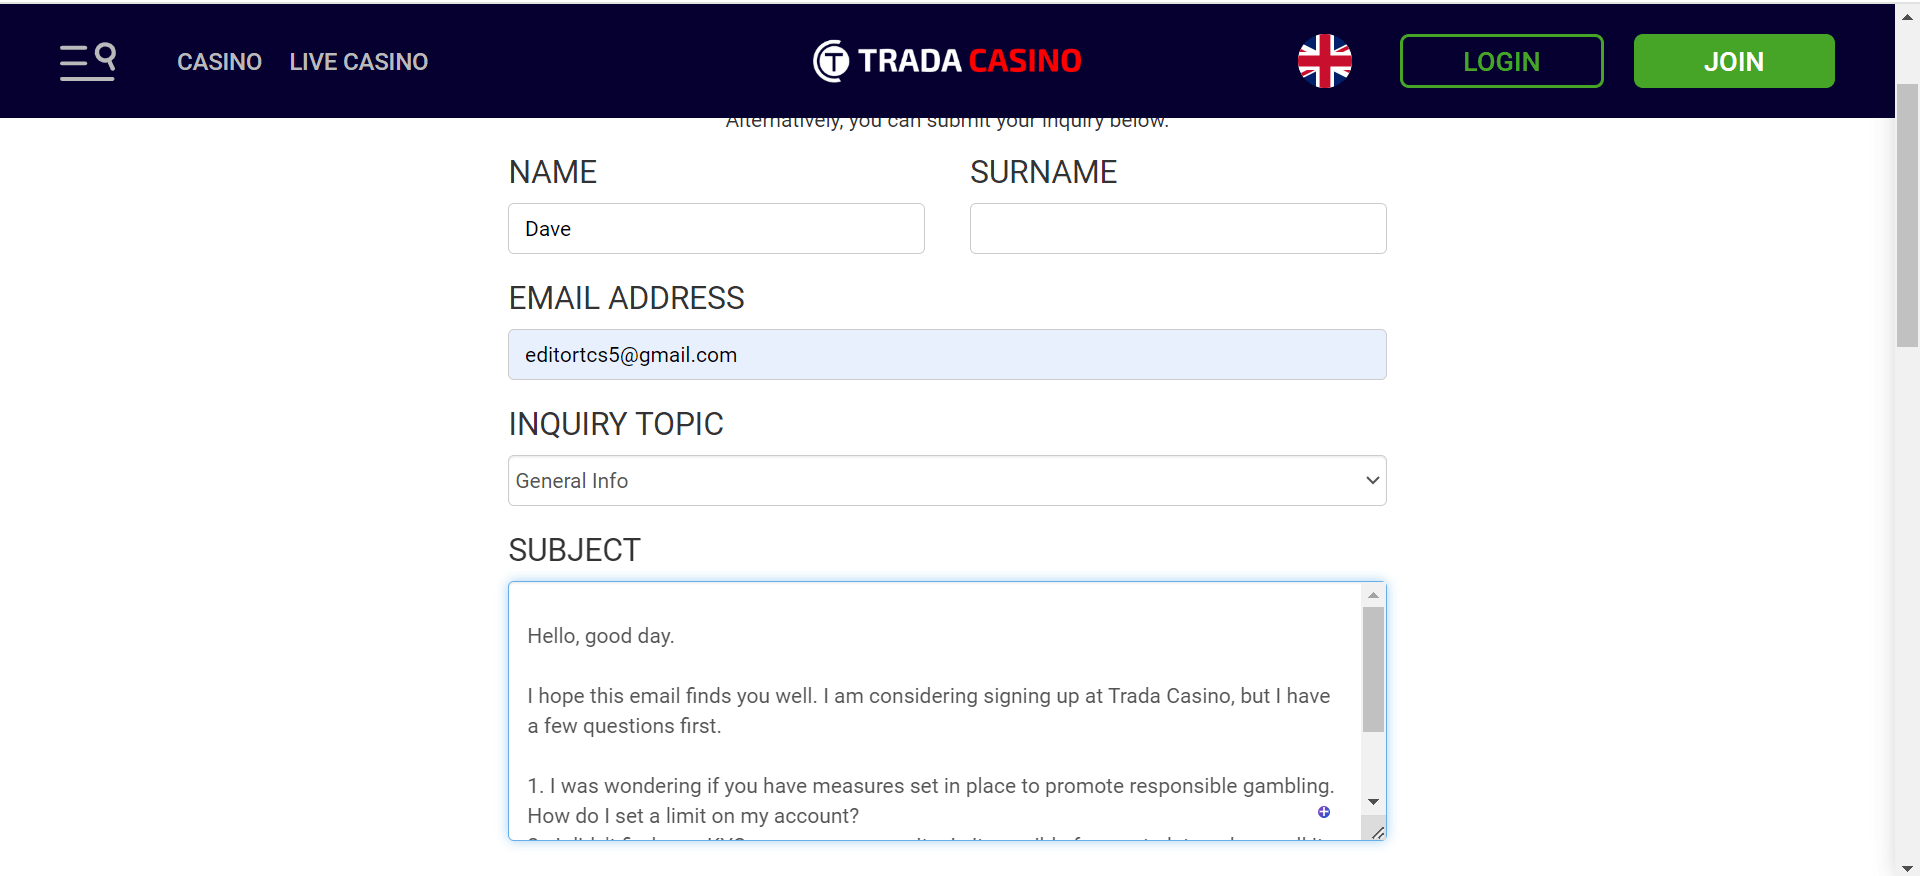 CASINO LIVE CASINO TRADA CASINO LOGIN JOIN
Alternatively, you can submit your inquiry below.
NAME SURNAME
Dave
EMAIL ADDRESS
editortcs5@gmail.com
INQUIRY TOPIC
General Info
SUBJECT
Hello, good day.
I hope this email finds you well. I am considering signing up at Trada Casino, but I have
a few questions first.
1. I was wondering if you have measures set in place to promote responsible gambling.
How do I set a limit on my account?